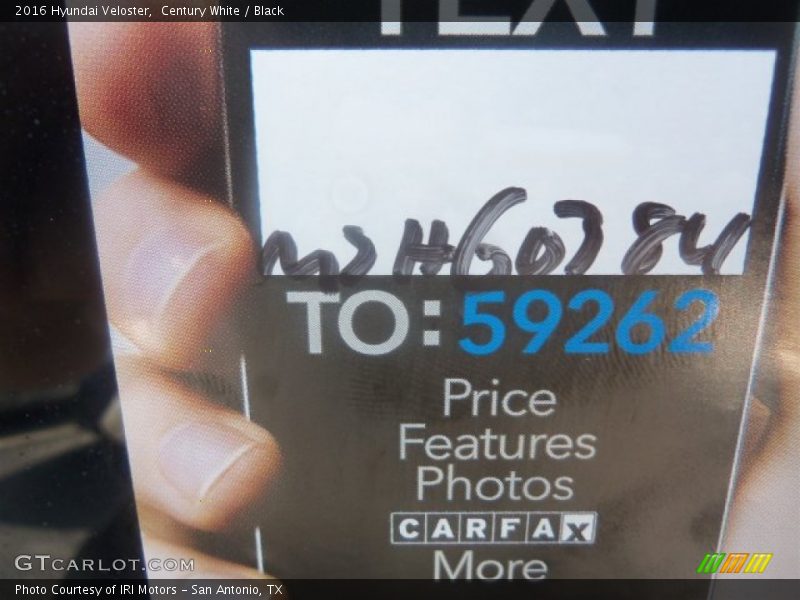 2016 Hyundai Veloster,  Century White / Black
TEXT
TO: 59262
Price
Features
Photos
CARFAX
More
GTCARLOT.COM
Photo Courtesy of IRI Motors – San Antonio, TX